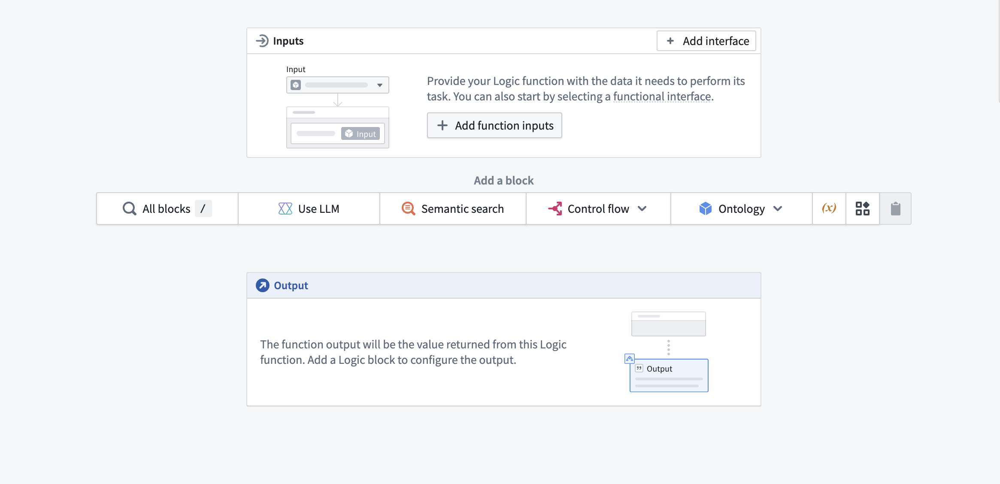 Inputs
Add interface
Input
Provide your Logic function with the data it needs to perform its
task. You can also start by selecting a functional interface.
Add function inputs
Input
Add a block
All blocks /
Use LLM
Semantic search
Control flow
Ontology
(x)
Output
The function output will be the value returned from this Logic
function. Add a Logic block to configure the output.
Output